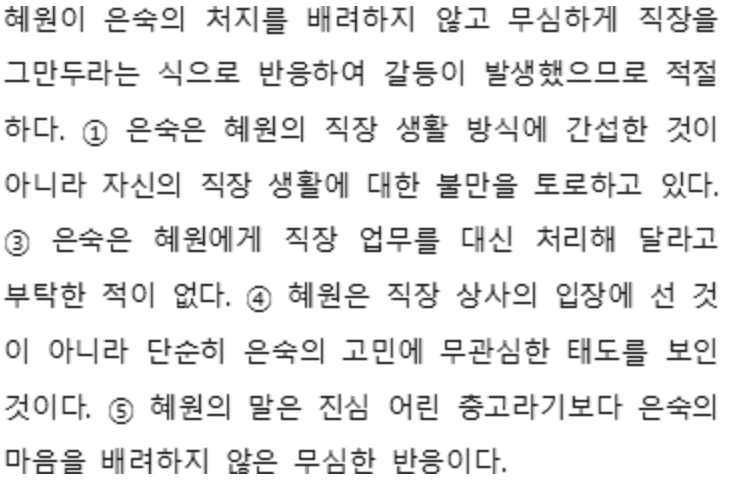 혜원이 은숙의 처지를 배려하지 않고 무심하게 직장을
그만두라는 식으로 반응하여 갈등이 발생했으므로 적절
하다. ① 은숙은 혜원의 직장 생활 방식에 간섭한 것이
아니라 자신의 직장 생활에 대한 불만을 토로하고 있다.
③ 은숙은 혜원에게 직장 업무를 대신 처리해 달라고
부탁한 적이 없다. ④ 혜원은 직장 상사의 입장에 선 것
이 아니라 단순히 은숙의 고민에 무관심한 태도를 보인
것이다. ⑤ 혜원의 말은 진심 어린 충고라기보다 은숙의
마음을 배려하지 않은 무심한 반응이다.